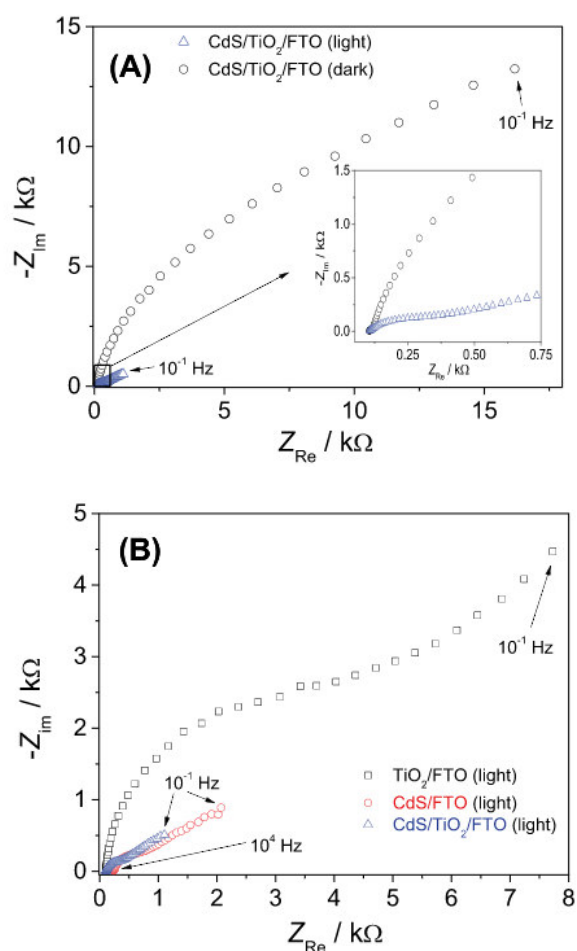 (A)
CdS/TiO2/FTO (light)
CdS/TiO2/FTO (dark)
15
10
5
0
-ZIm / kΩ
10⁻¹ Hz
1.5
1.0
0.5
0.0
-ZIm / kΩ
0.25 0.50 0.75
ZRe / kΩ
10⁻¹ Hz
0 5 10 15
ZRe / kΩ
(B)
5
4
3
2
1
0
-Zim / kΩ
10⁻¹ Hz
TiO2/FTO (light)
CdS/FTO (light)
CdS/TiO2/FTO (light)
10⁻¹ Hz
10⁴ Hz
0 1 2 3 4 5 6 7 8
ZRe / kΩ